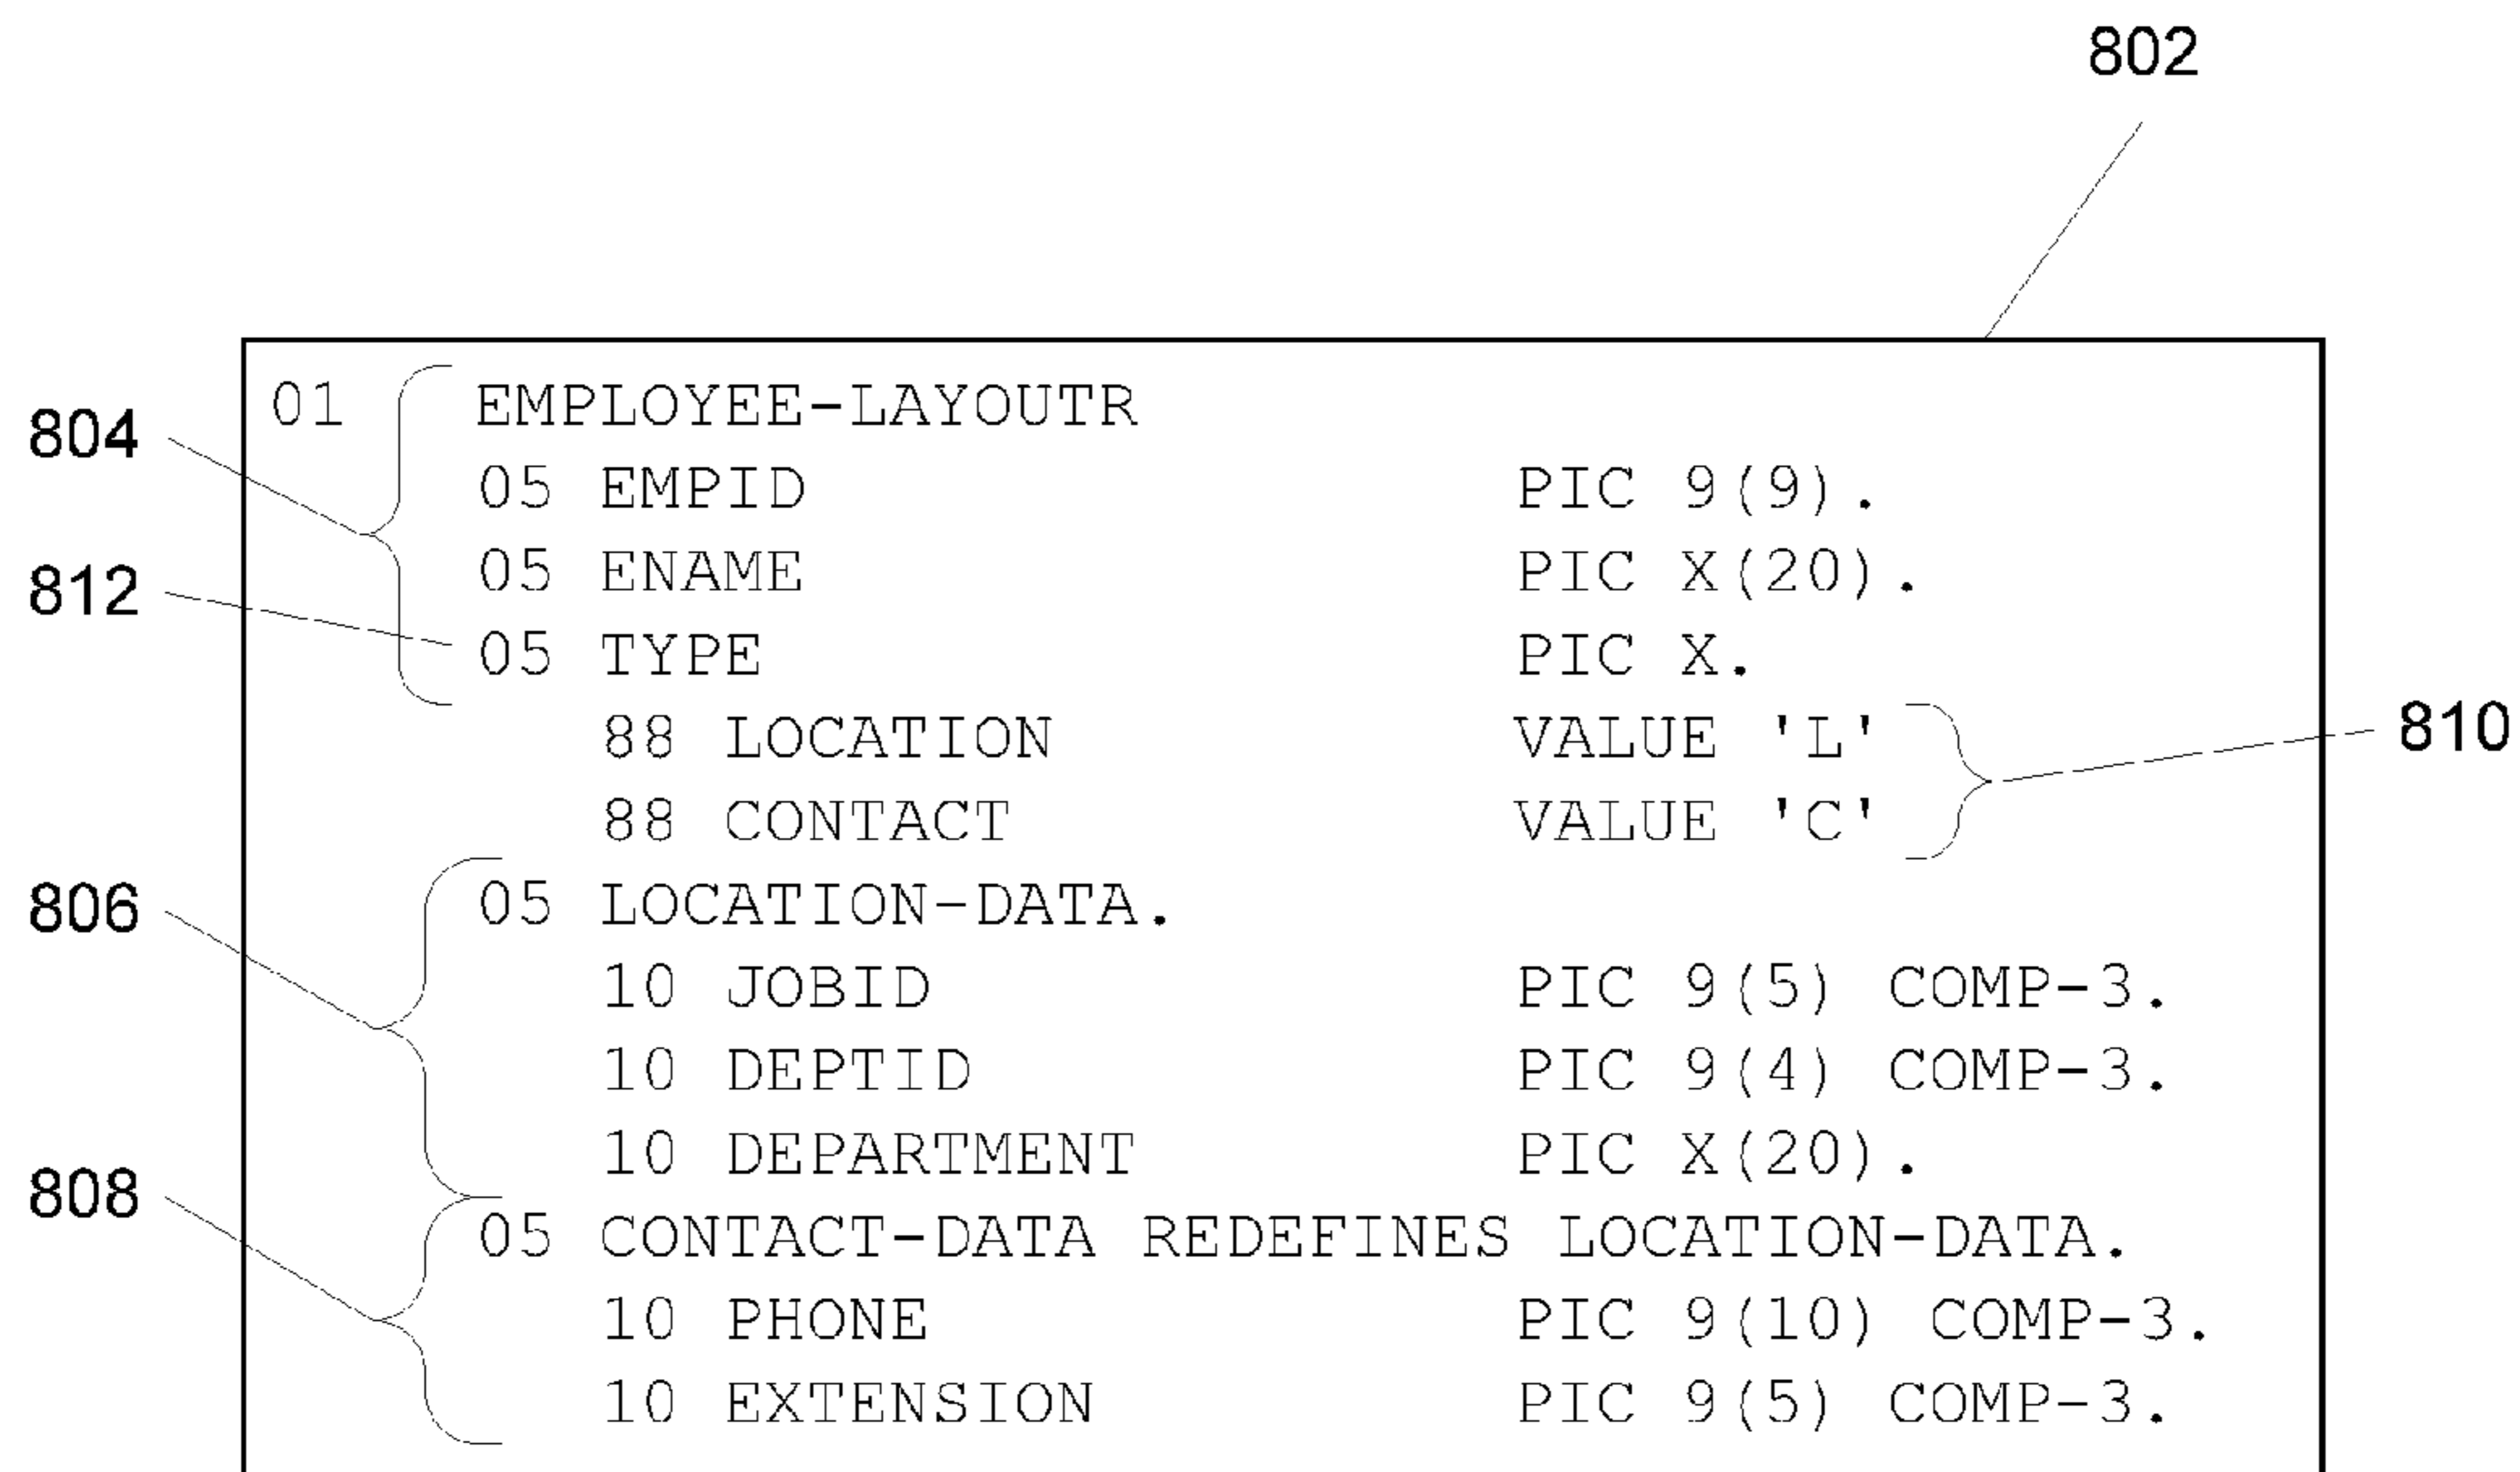 802
01 EMPLOYEE-LAYOUTR
804
05 EMPID PIC 9(9).
05 ENAME PIC X(20).
812
05 TYPE PIC X.
88 LOCATION VALUE 'L'
810
88 CONTACT VALUE 'C'
806
05 LOCATION-DATA.
10 JOBID PIC 9(5) COMP-3.
10 DEPTID PIC 9(4) COMP-3.
10 DEPARTMENT PIC X(20).
808
05 CONTACT-DATA REDEFINES LOCATION-DATA.
10 PHONE PIC 9(10) COMP-3.
10 EXTENSION PIC 9(5) COMP-3.